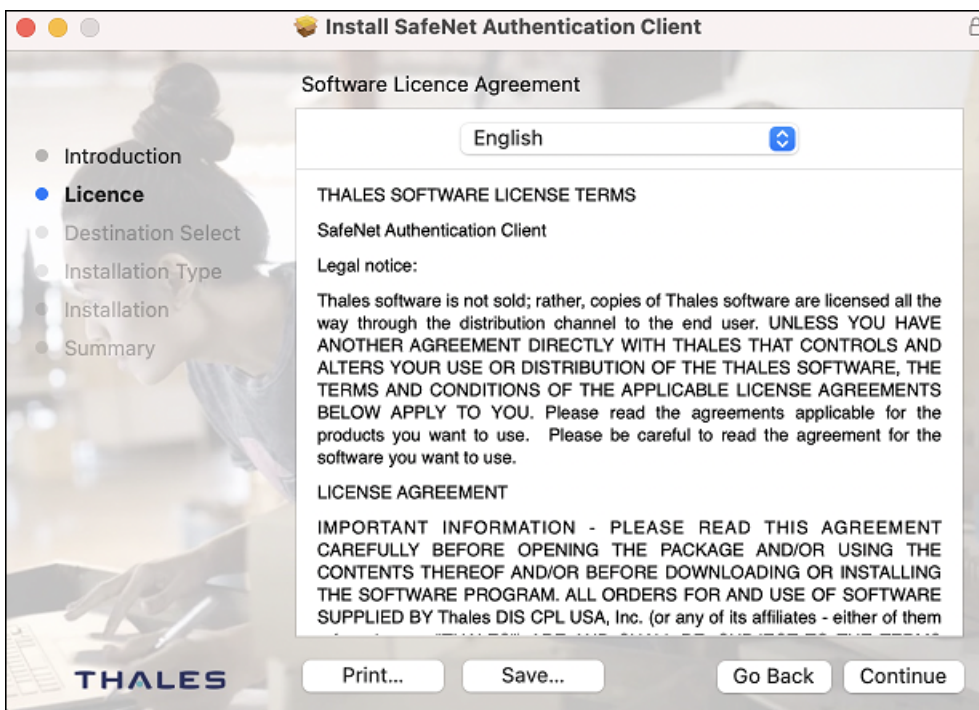 Install SafeNet Authentication Client
Software Licence Agreement
Introduction
Licence
Destination Select
Installation Type
Installation
Summary
English
THALES SOFTWARE LICENSE TERMS
SafeNet Authentication Client
Legal notice:
Thales software is not sold; rather, copies of Thales software are licensed all the
way through the distribution channel to the end user. UNLESS YOU HAVE
ANOTHER AGREEMENT DIRECTLY WITH THALES THAT CONTROLS AND
ALTERS YOUR USE OR DISTRIBUTION OF THE THALES SOFTWARE, THE
TERMS AND CONDITIONS OF THE APPLICABLE LICENSE AGREEMENTS
BELOW APPLY TO YOU. Please read the agreements applicable for the
products you want to use. Please be careful to read the agreement for the
software you want to use.
LICENSE AGREEMENT
IMPORTANT INFORMATION - PLEASE READ THIS AGREEMENT
CAREFULLY BEFORE OPENING THE PACKAGE AND/OR USING THE
CONTENTS THEREOF AND/OR BEFORE DOWNLOADING OR INSTALLING
THE SOFTWARE PROGRAM. ALL ORDERS FOR AND USE OF SOFTWARE
SUPPLIED BY Thales DIS CPL USA, Inc. (or any of its affiliates - either of them
THALES
Print...
Save...
Go Back
Continue